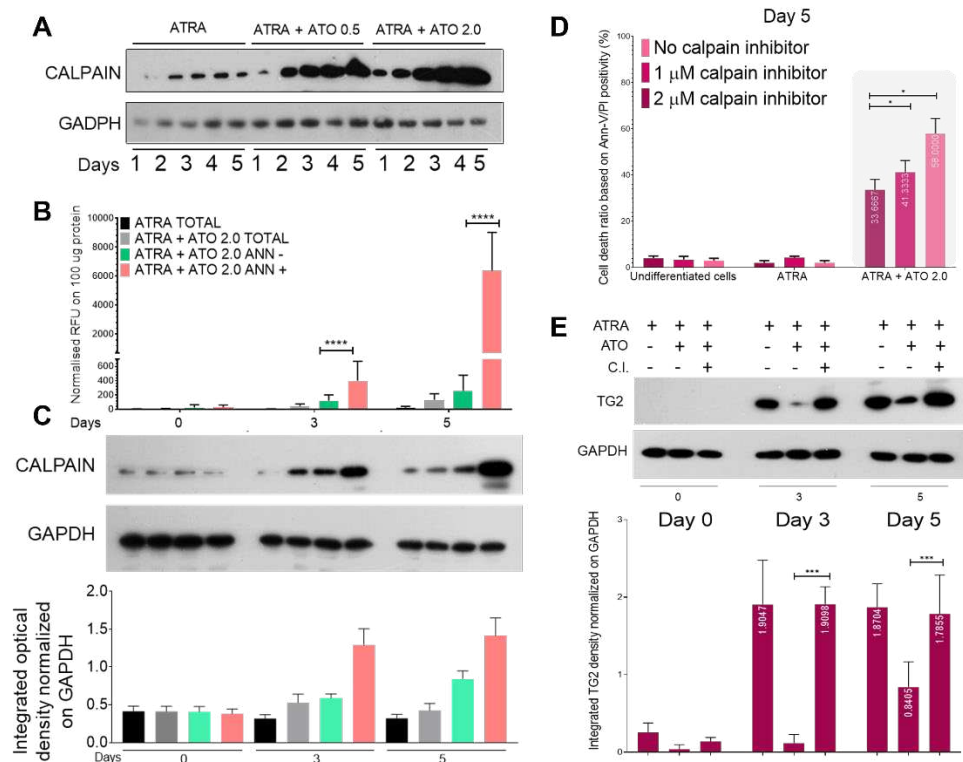 A
ATRA
ATRA + ATO 0.5
ATRA + ATO 2.0
CALPAIN
GADPH
Days
1 2 3 4 5 1 2 3 4 5 1 2 3 4 5
B
Normalised RFU on 100 ug protein
10000
8000
6000
4000
2000
600
400
200
0
ATRA TOTAL
ATRA + ATO 2.0 TOTAL
ATRA + ATO 2.0 ANN -
ATRA + ATO 2.0 ANN +
****
****
Days
0 3 5
C
CALPAIN
GAPDH
Integrated optical
density normalized
on GAPDH
2.0
1.5
1.0
0.5
0.0
Days
0 3 5
D
Day 5
Cell death ratio based on Ann-V/PI positivity (%)
100
80
60
40
20
0
No calpain inhibitor
1 µM calpain inhibitor
2 µM calpain inhibitor
*
*
33.6667
41.3333
58.0000
Undifferentiated cells
ATRA
ATRA + ATO 2.0
E
ATRA + + + + + + + + +
ATO - + + - + + - + +
C.I. + + +
TG2
GAPDH
0 3 5
Day 0
Day 3
Day 5
Integrated TG2 density normalized on GAPDH
3
2
1
0
***
***
1.9047
1.9098
1.8704
0.8405
1.7855
0 3 5